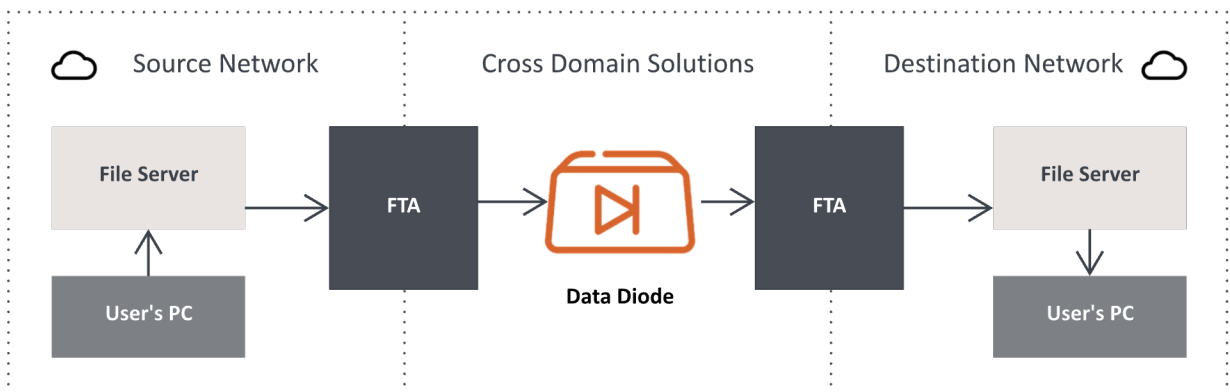 Source Network
Cross Domain Solutions
Destination Network
File Server
FTA
FTA
File Server
Data Diode
User's PC
User's PC